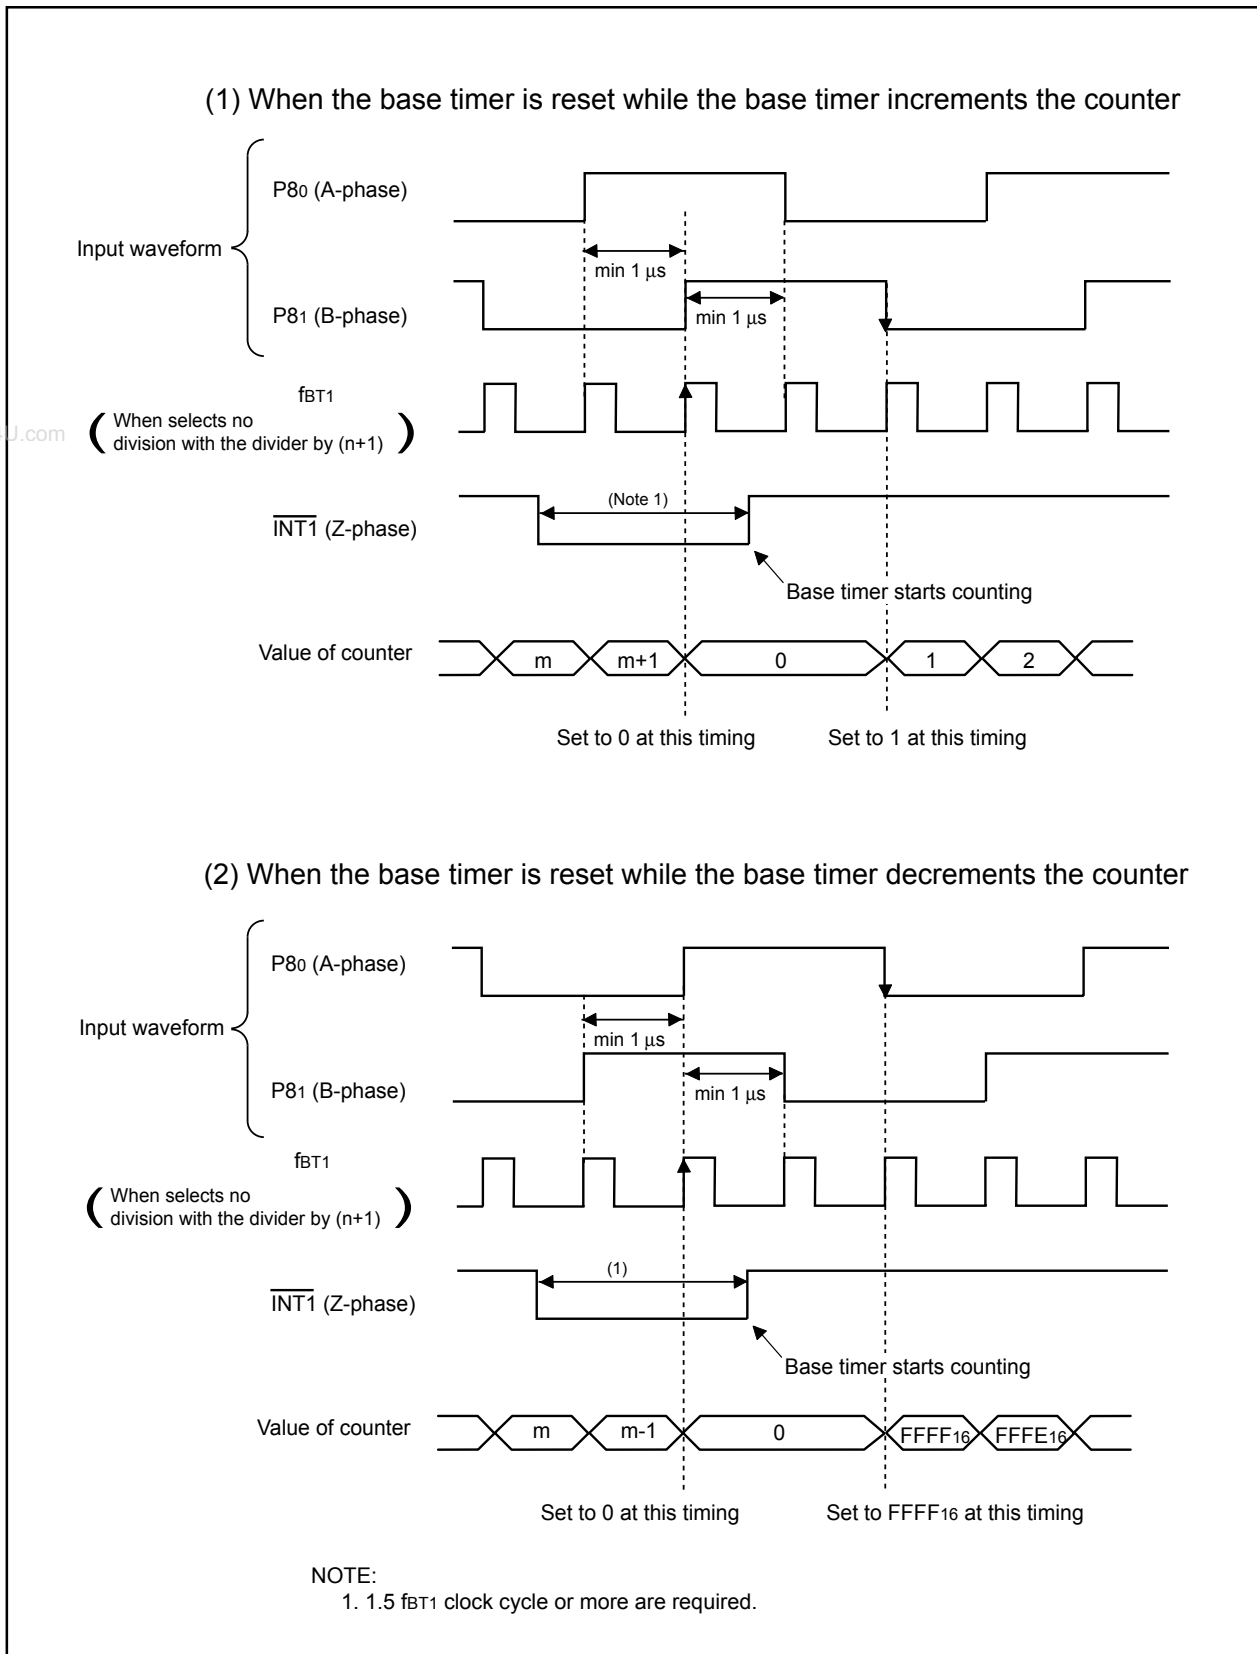 (1) When the base timer is reset while the base timer increments the counter
P80 (A-phase)
Input waveform
min 1 μs
P81 (B-phase)
min 1 μs
fBT1
(When selects no
division with the divider by (n+1))
U.com
(Note 1)
INT1 (Z-phase)
Base timer starts counting
Value of counter
m
m+1
0
1
2
Set to 0 at this timing
Set to 1 at this timing
(2) When the base timer is reset while the base timer decrements the counter
P80 (A-phase)
Input waveform
min 1 μs
P81 (B-phase)
min 1 μs
fBT1
(When selects no
division with the divider by (n+1))
(1)
INT1 (Z-phase)
Base timer starts counting
Value of counter
m
m-1
0
FFFF16
FFFE16
Set to 0 at this timing
Set to FFFF16 at this timing
NOTE:
1. 1.5 fBT1 clock cycle or more are required.